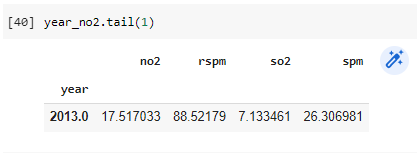 [40] year_no2.tail(1)
no2 rspm so2 spm
year
2013.0 17.517033 88.52179 7.133461 26.306981